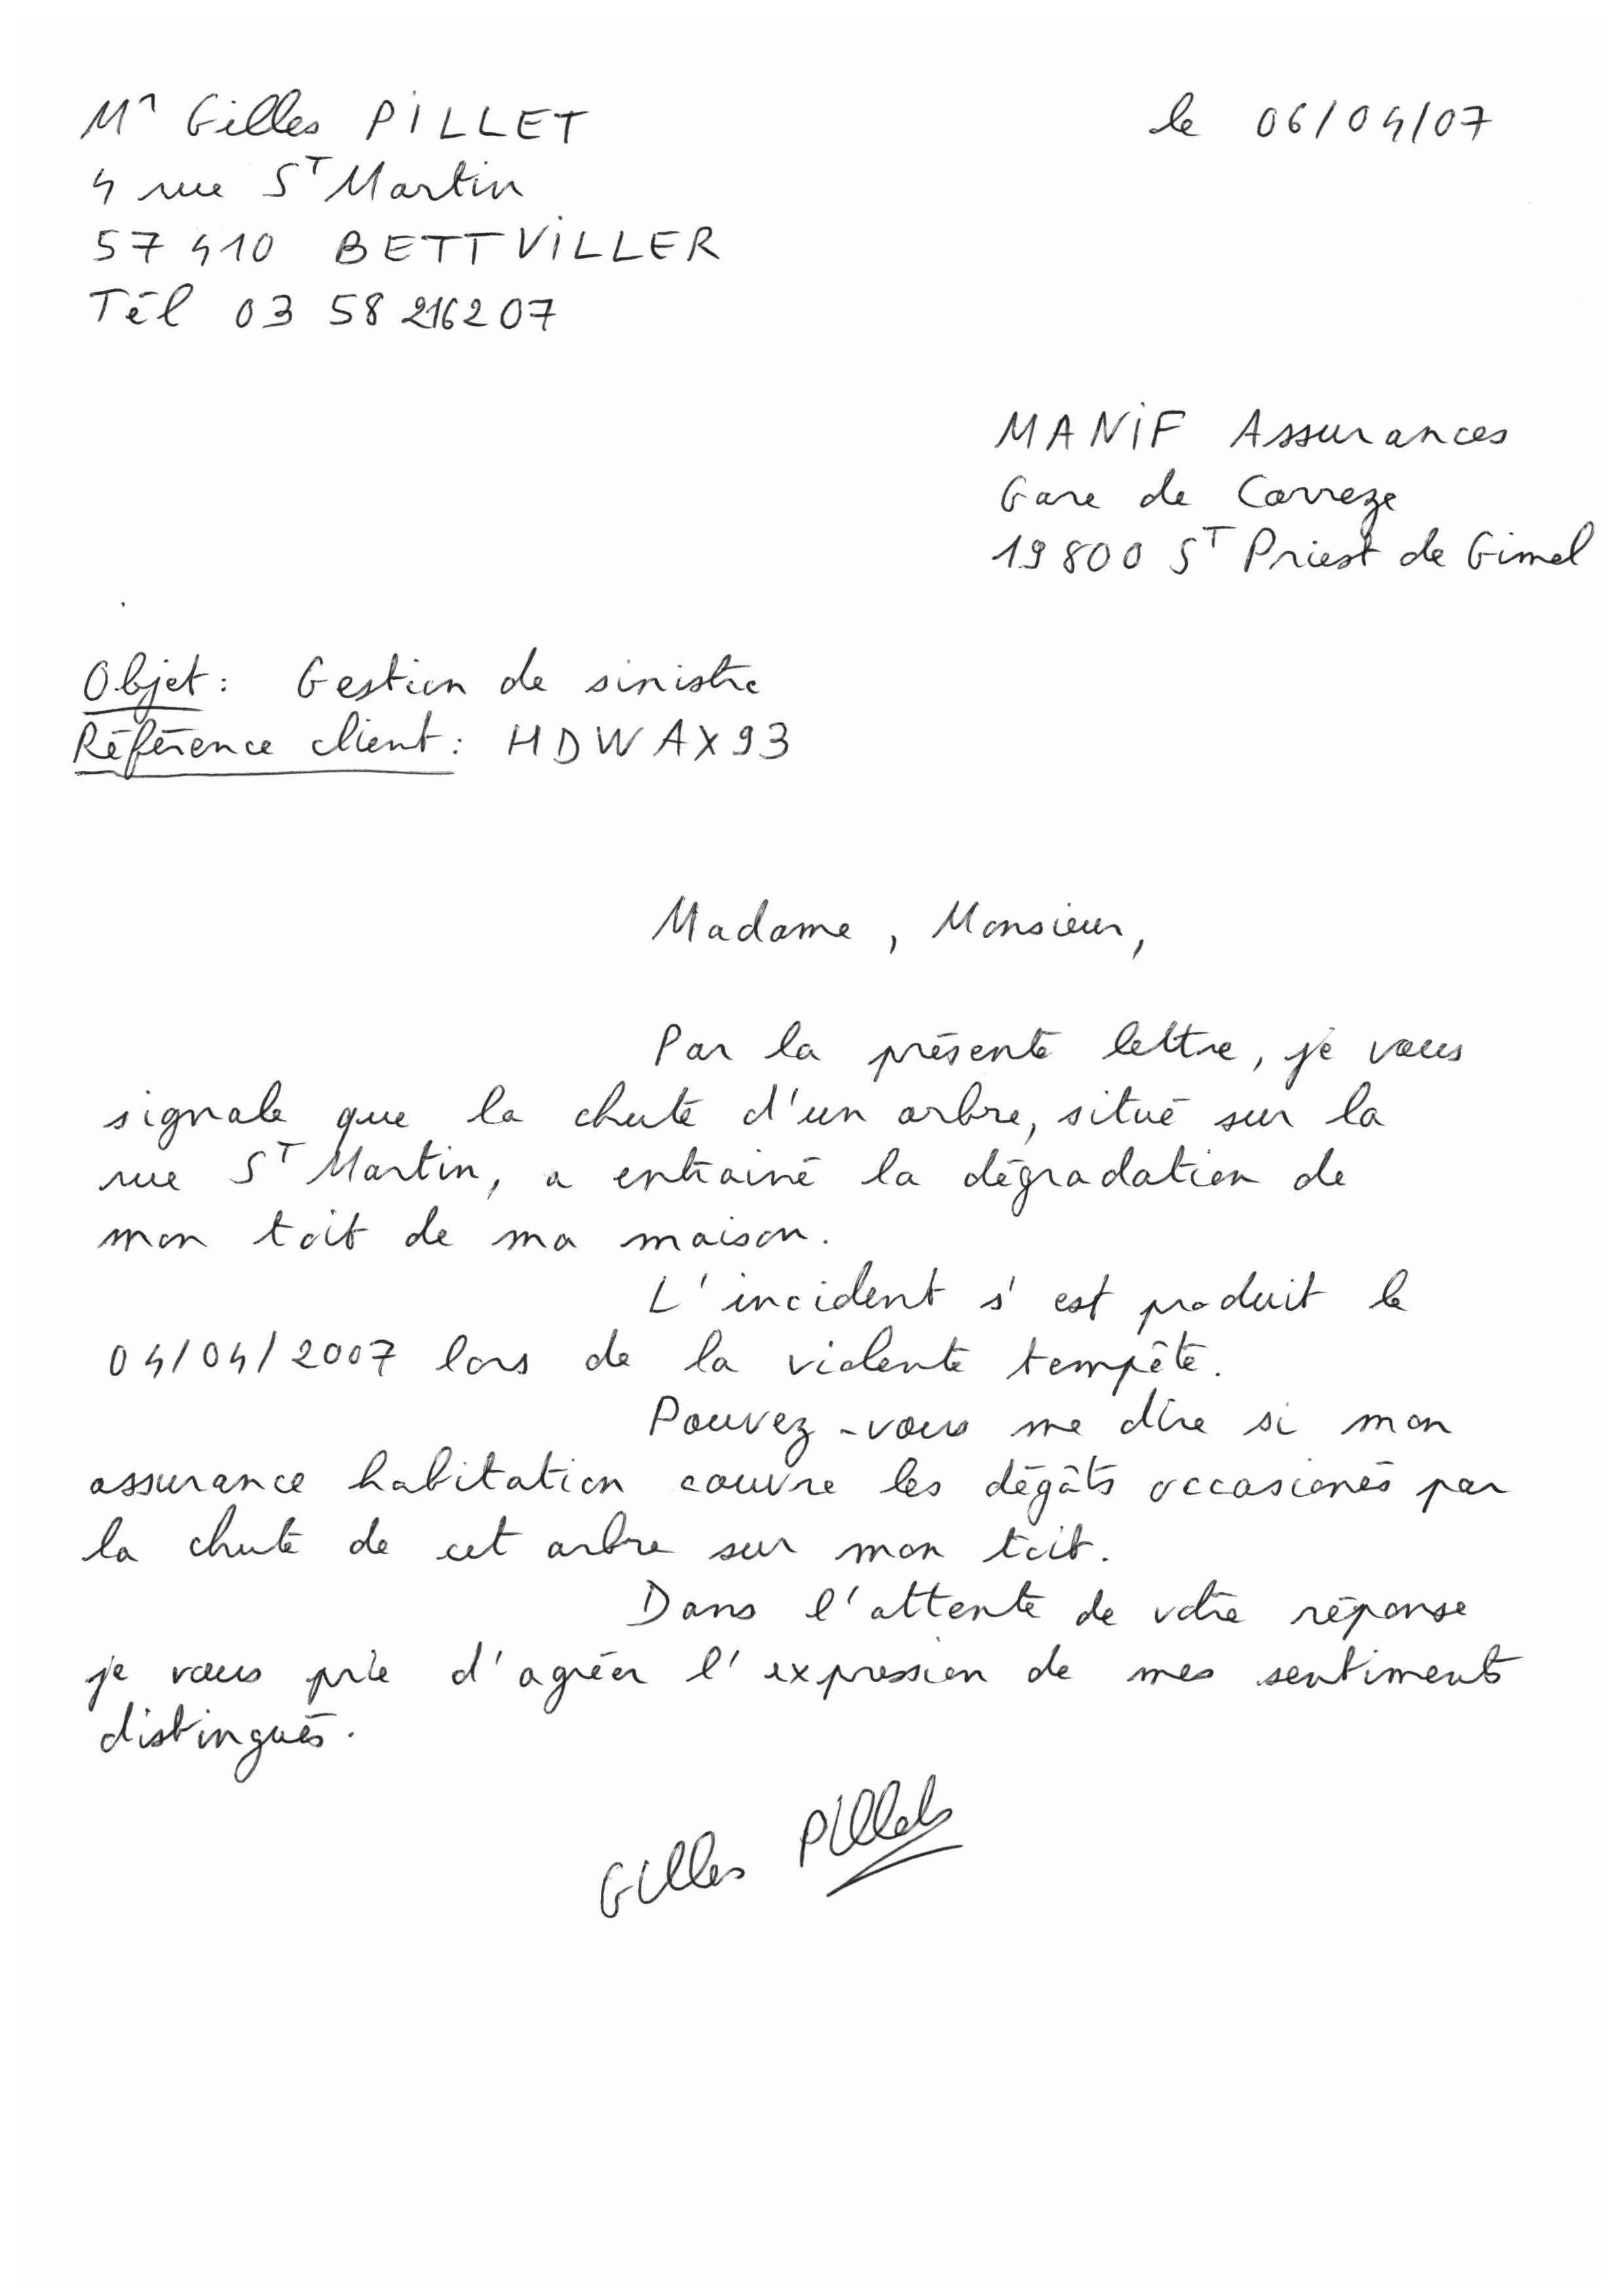 Mr Gilles PILLET
le 06/04/07
4 rue ST Martin
57410 BETTVILLER
Tél 03 58 216207
MANIF Assurances
Gare de Correze
19800 ST Priest de Gimel
Objet : Gestion de sinistre
Référence client : HDWAX93
Madame, Monsieur,
Par la présente lettre, je vous
signale que la chute d'un arbre, situé sur la
rue ST Martin, a entrainé la dégradation de
mon toit de ma maison.
L'incident s'est produit le
04/04/2007 lors de la violente tempête.
Pouvez-vous me dire si mon
assurance habitation couvre les dégâts occasionés par
la chute de cet arbre sur mon toit.
Dans l'attente de votre réponse
je vous prie d'agréer l'expression de mes sentiments
distingués.
Gilles Pillet